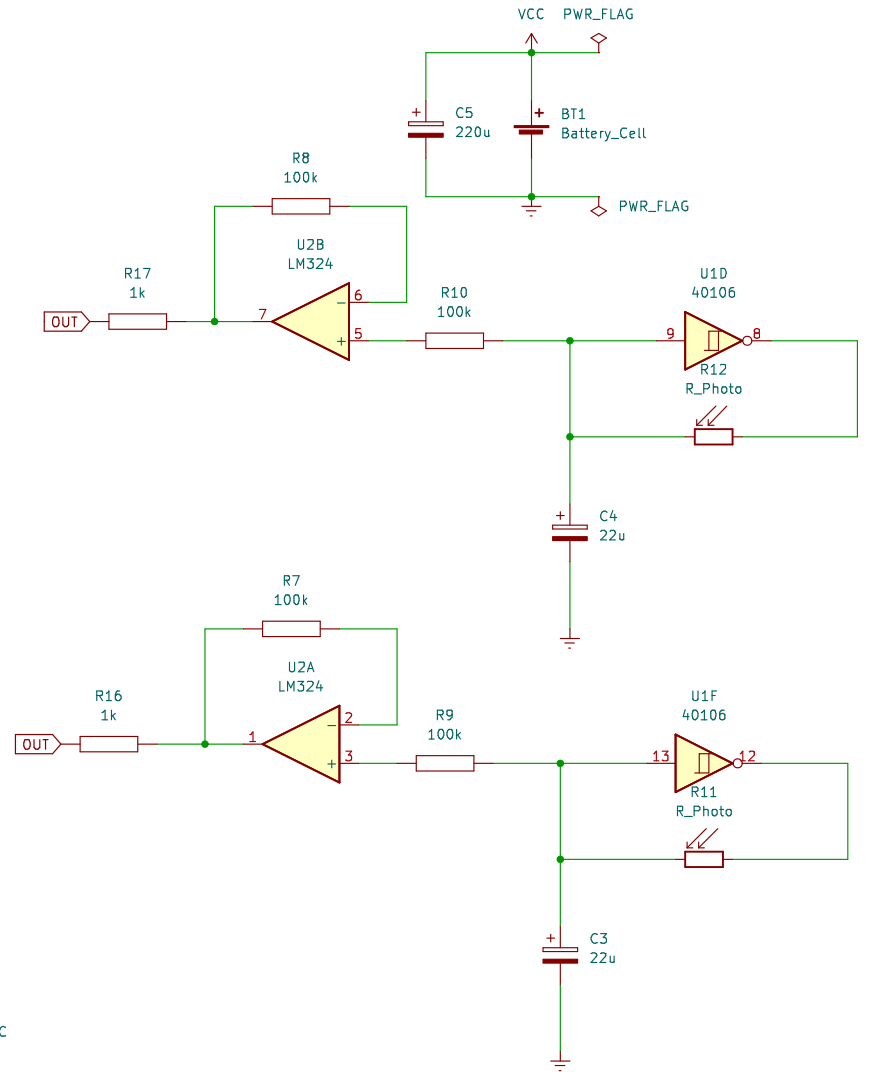 VCC PWR_FLAG
+
C5
220u
+
BT1
Battery_Cell
PWR_FLAG
R8
100k
U2B
LM324
R17
1k
OUT
7
6
−
5
+
R10
100k
U1D
40106
9
8
R12
R_Photo
+
C4
22u
R7
100k
U2A
LM324
R16
1k
OUT
1
2
−
3
+
R9
100k
U1F
40106
13
12
R11
R_Photo
+
C3
22u
C